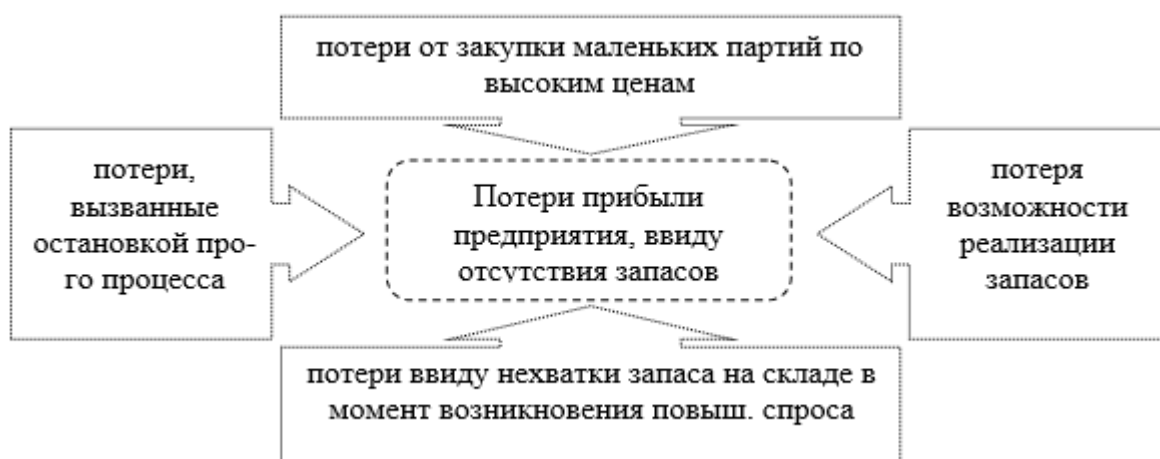 потери от закупки маленьких партий по
высоким ценам
потери,
вызванные
остановкой про-
го процесса
Потери прибыли
предприятия, ввиду
отсутствия запасов
потеря
возможности
реализации
запасов
потери ввиду нехватки запаса на складе в
момент возникновения повыш. спроса